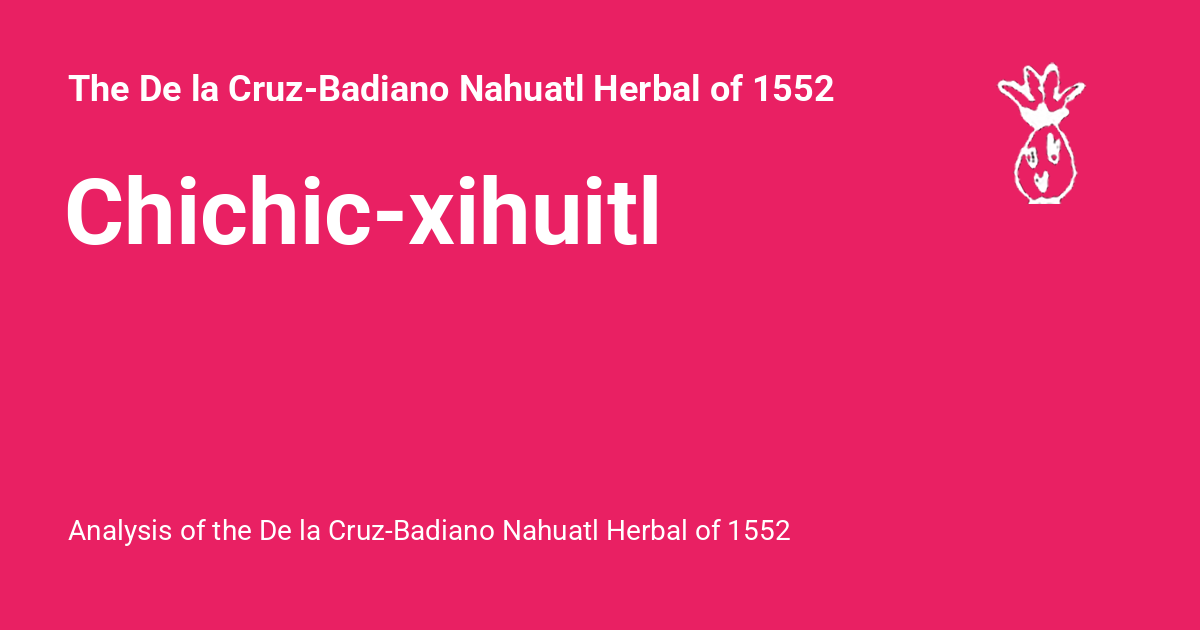 The De la Cruz-Badiano Nahuatl Herbal of 1552
Chichic-xihuitl
Analysis of the De la Cruz-Badiano Nahuatl Herbal of 1552